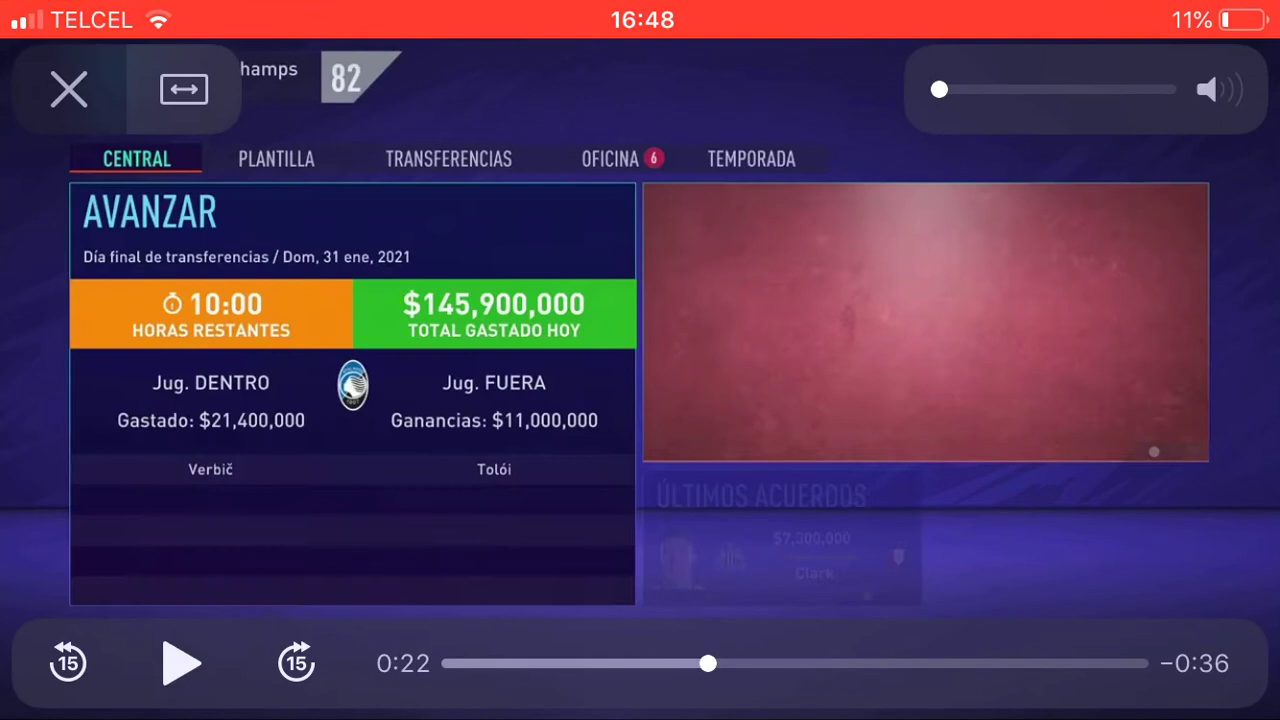 TELCEL 16:48 11%
hamps 82
CENTRAL PLANTILLA TRANSFERENCIAS OFICINA 6 TEMPORADA
AVANZAR
Día final de transferencias / Dom, 31 ene, 2021
10:00 $145,900,000
HORAS RESTANTES TOTAL GASTADO HOY
Jug. DENTRO Jug. FUERA
Gastado: $21,400,000 Ganancias: $11,000,000
Verbič Tolói
ÚLTIMOS ACUERDOS
$7,300,000
Clark
15 15 0:22 −0:36